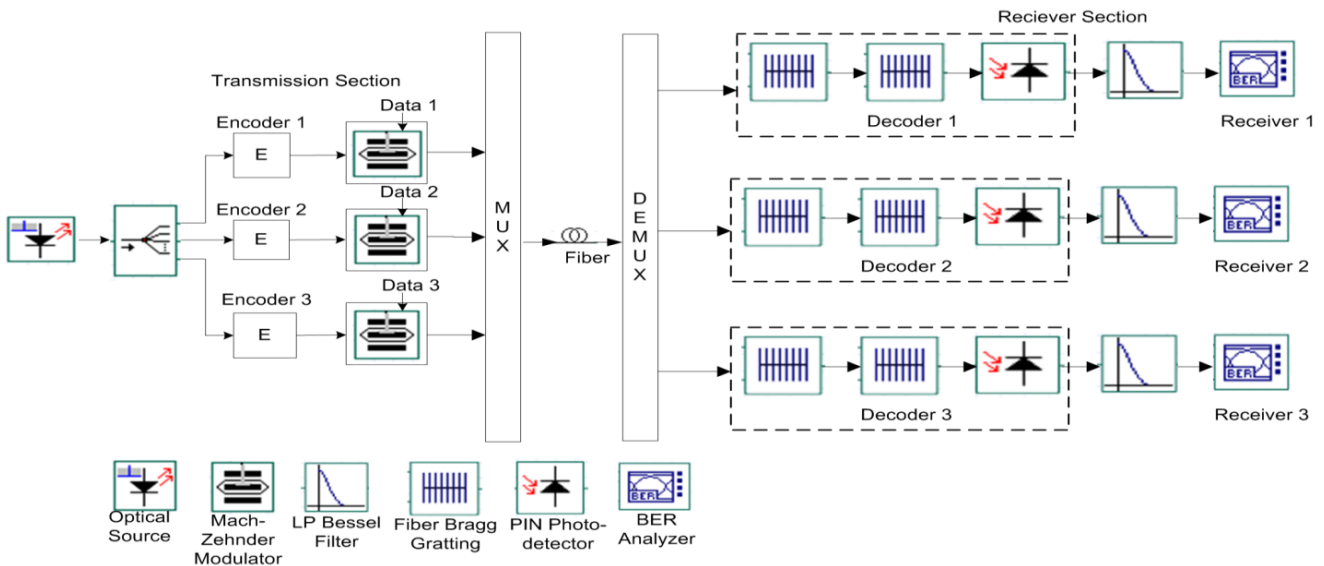 Reciever Section
Transmission Section
Data 1
Encoder 1
E
Decoder 1
BER
Receiver 1
Data 2
Encoder 2
E
Decoder 2
BER
Receiver 2
Data 3
Encoder 3
E
Decoder 3
BER
Receiver 3
MUX
Fiber
DEMUX
BER
Optical
Source
Mach-
Zehnder
Modulator
LP Bessel
Filter
Fiber Bragg
Gratting
PIN Photo-
detector
BER
Analyzer